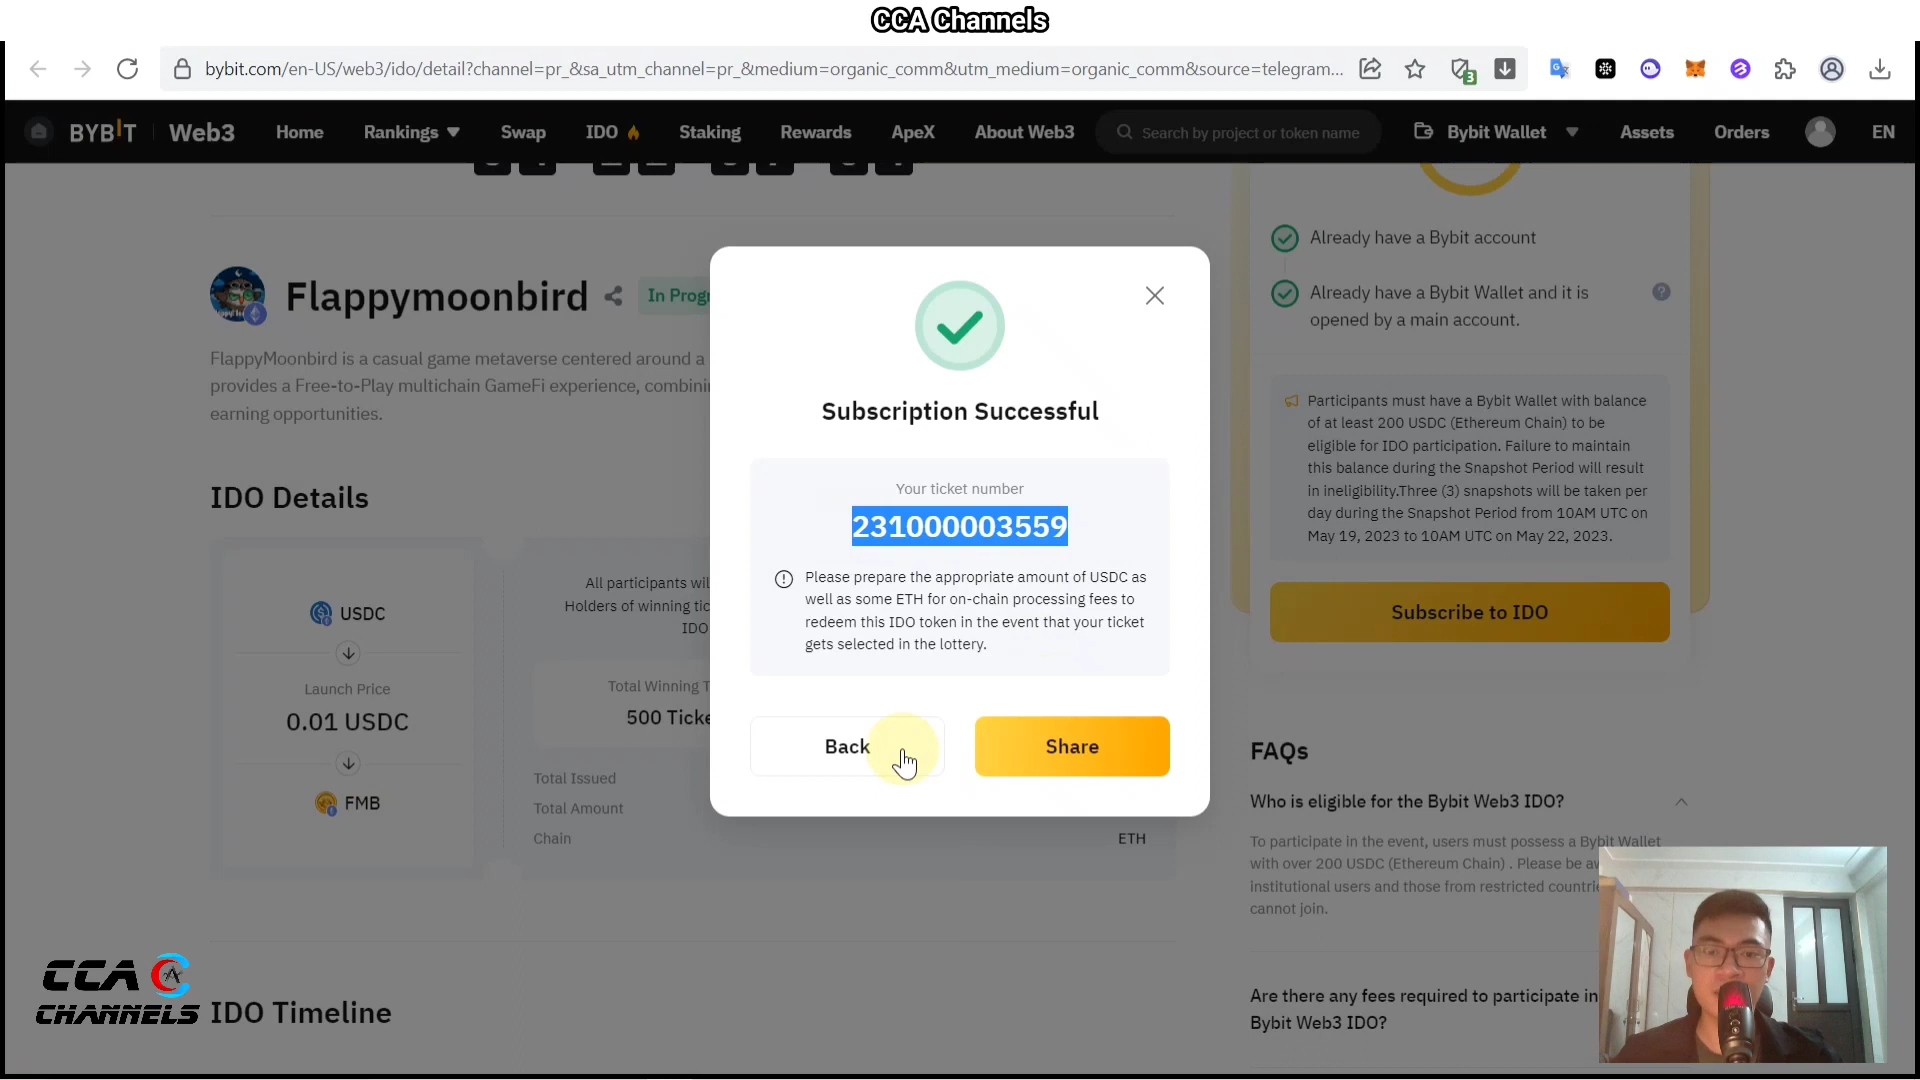 CCA Channels
bybit.com/en-US/web3/ido/detail?channel=pr_&sa_utm_channel=pr_&medium=organic_comm&utm_medium=organic_comm&source=telegram...
3
BYBIT Web3 Home Rankings Swap IDO Staking Rewards ApeX About Web3 Search by project or token name Bybit Wallet Assets Orders EN
Flappymoonbird In Progr
FlappyMoonbird is a casual game metaverse centered around a
provides a Free-to-Play multichain GameFi experience, combini
earning opportunities.
IDO Details
USDC
Launch Price
0.01 USDC
FMB
All participants wil
Holders of winning tic
IDO
Total Winning T
500 Ticke
Total Issued
Total Amount
Chain
ETH
IDO Timeline
Subscription Successful
Your ticket number
231000003559
Please prepare the appropriate amount of USDC as
well as some ETH for on-chain processing fees to
redeem this IDO token in the event that your ticket
gets selected in the lottery.
Back
Share
Already have a Bybit account
Already have a Bybit Wallet and it is
opened by a main account.
Participants must have a Bybit Wallet with balance
of at least 200 USDC (Ethereum Chain) to be
eligible for IDO participation. Failure to maintain
this balance during the Snapshot Period will result
in ineligibility.Three (3) snapshots will be taken per
day during the Snapshot Period from 10AM UTC on
May 19, 2023 to 10AM UTC on May 22, 2023.
Subscribe to IDO
FAQs
Who is eligible for the Bybit Web3 IDO?
To participate in the event, users must possess a Bybit Wallet
with over 200 USDC (Ethereum Chain) . Please be aw
institutional users and those from restricted countrie
cannot join.
Are there any fees required to participate in
Bybit Web3 IDO?
CCA
CHANNELS